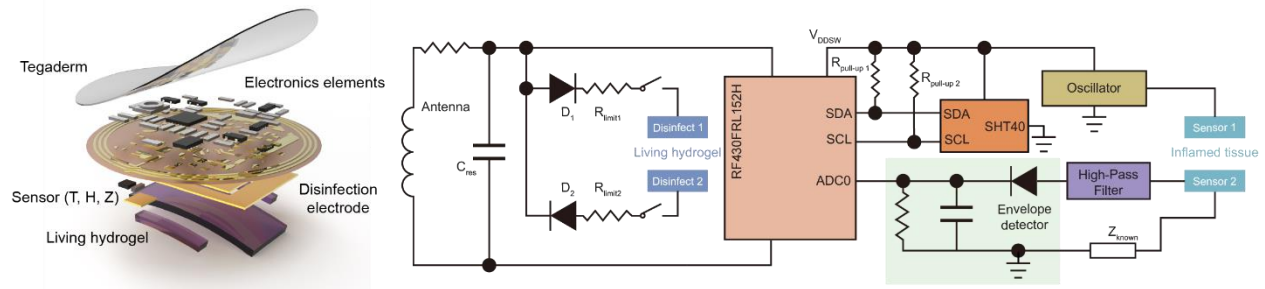 Tegaderm
Electronics elements
Sensor (T, H, Z)
Disinfection
electrode
Living hydrogel
Antenna
C_res
D_1
R_limit1
Disinfect 1
Living hydrogel
Disinfect 2
D_2
R_limit2
RF430FRL152H
V_DDSW
R_pull-up 1
R_pull-up 2
SDA
SCL
ADC0
SDA
SCL
SHT40
Oscillator
Sensor 1
Inflamed tissue
Sensor 2
High-Pass
Filter
Envelope
detector
Z_known